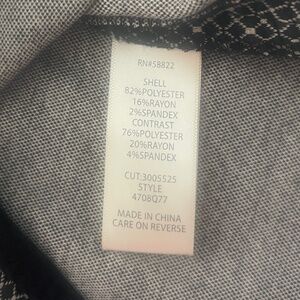 RN#58822
SHELL
82%POLYESTER
16%RAYON
2%SPANDEX
CONTRAST
76%POLYESTER
20%RAYON
4%SPANDEX
CUT:3005525
STYLE
4708Q77
MADE IN CHINA
CARE ON REVERSE